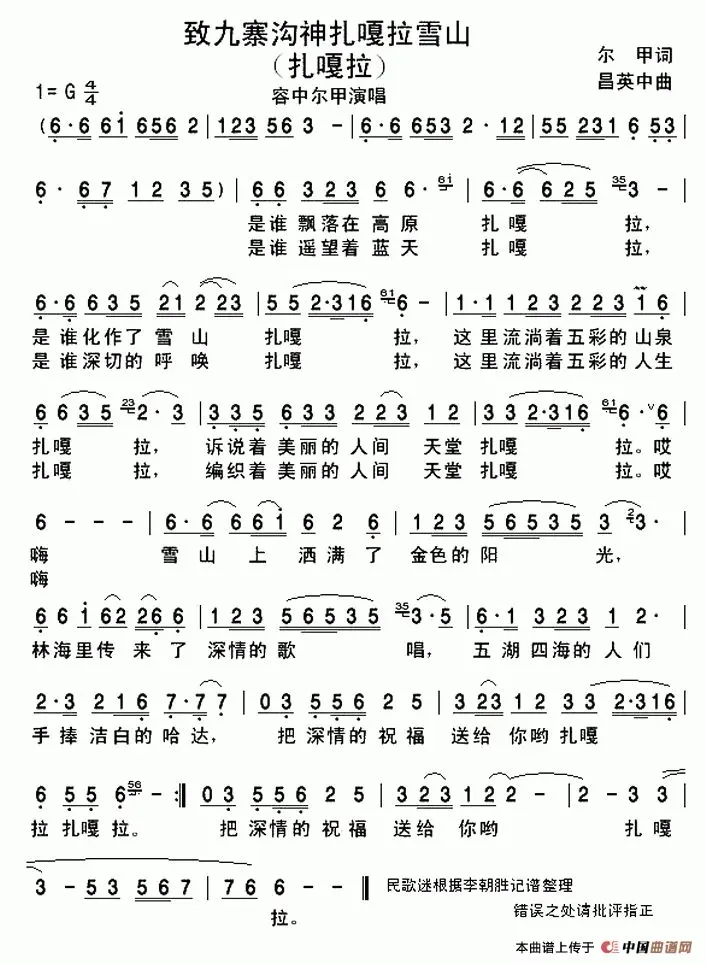 致九寨沟神扎嘎拉雪山
（扎嘎拉）
尔 甲词
昌英中曲
1=G 4/4
容中尔甲演唱
(6·6 6i 656 2 | 123 56 3 — | 6·6 6653 2·12 | 55 231 6 53
6· 67 12 35) | 66 323 6 6· 6i | 6·6 625 35 3 —
是谁飘落在高原 扎嘎 拉，
是谁遥望着蓝天 扎嘎 拉，
6·6 635 21 223 | 55 2·316 61 6 — | 1·1 123 223 1 6
是谁化作了雪山 扎嘎 拉，这里流淌着五彩的山泉
是谁深切的呼唤 扎嘎 拉，这里流淌着五彩的人生
6 635 23 2·3 | 335 633 223 12 | 33 2·316 61 6· ∨6
扎嘎 拉，诉说着美丽的人间 天堂扎嘎 拉。哎
扎嘎 拉，编织着美丽的人间 天堂扎嘎 拉。哎
6 — — — | 6·6 66i 62 6 | 123 56535 3 2 3·
嗨 雪山上洒满了 金色的阳 光，
嗨
66i 62 266 | 123 56535 35 3·5 | 6·1 323 12·
林海里传来了 深情的歌 唱，五湖四海的人们
2·3 216 7·77 | 03 556 25 | 323 12 33 2·316
手捧洁白的哈达，把深情的祝福 送给你哟扎嘎
6 55 6 56 — :‖ 03 556 25 | 323 122 — | 2 — 33
拉 扎嘎拉。 把深情的祝福 送给你哟 扎嘎
3 — 53 567 | 76 6 — — ‖
民歌迷根据李朝胜记谱整理
拉。
错误之处请批评指正
本曲谱上传于 中国曲谱网